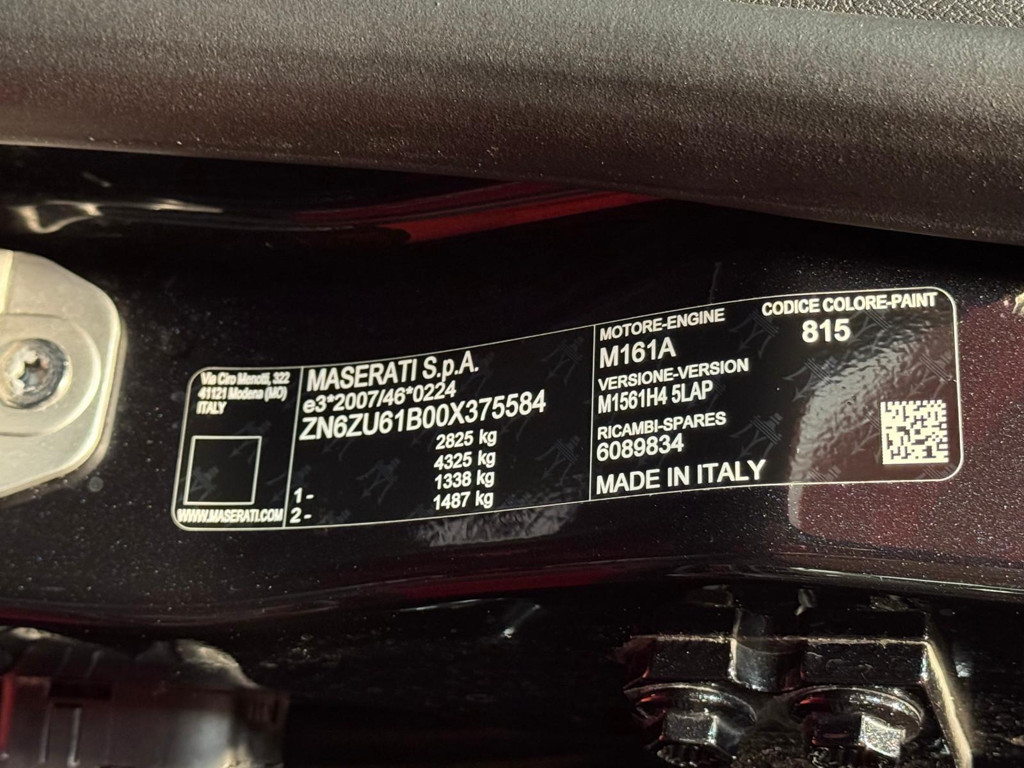 Via Ciro Menotti, 322
41121 Modena (MO)
ITALY
WWW.MASERATI.COM
MASERATI S.p.A.
e3*2007/46*0224
ZN6ZU61B00X375584
2825 kg
4325 kg
1- 1338 kg
2- 1487 kg
MOTORE-ENGINE
M161A
VERSIONE-VERSION
M1561H4 5LAP
RICAMBI-SPARES
6089834
MADE IN ITALY
CODICE COLORE-PAINT
815